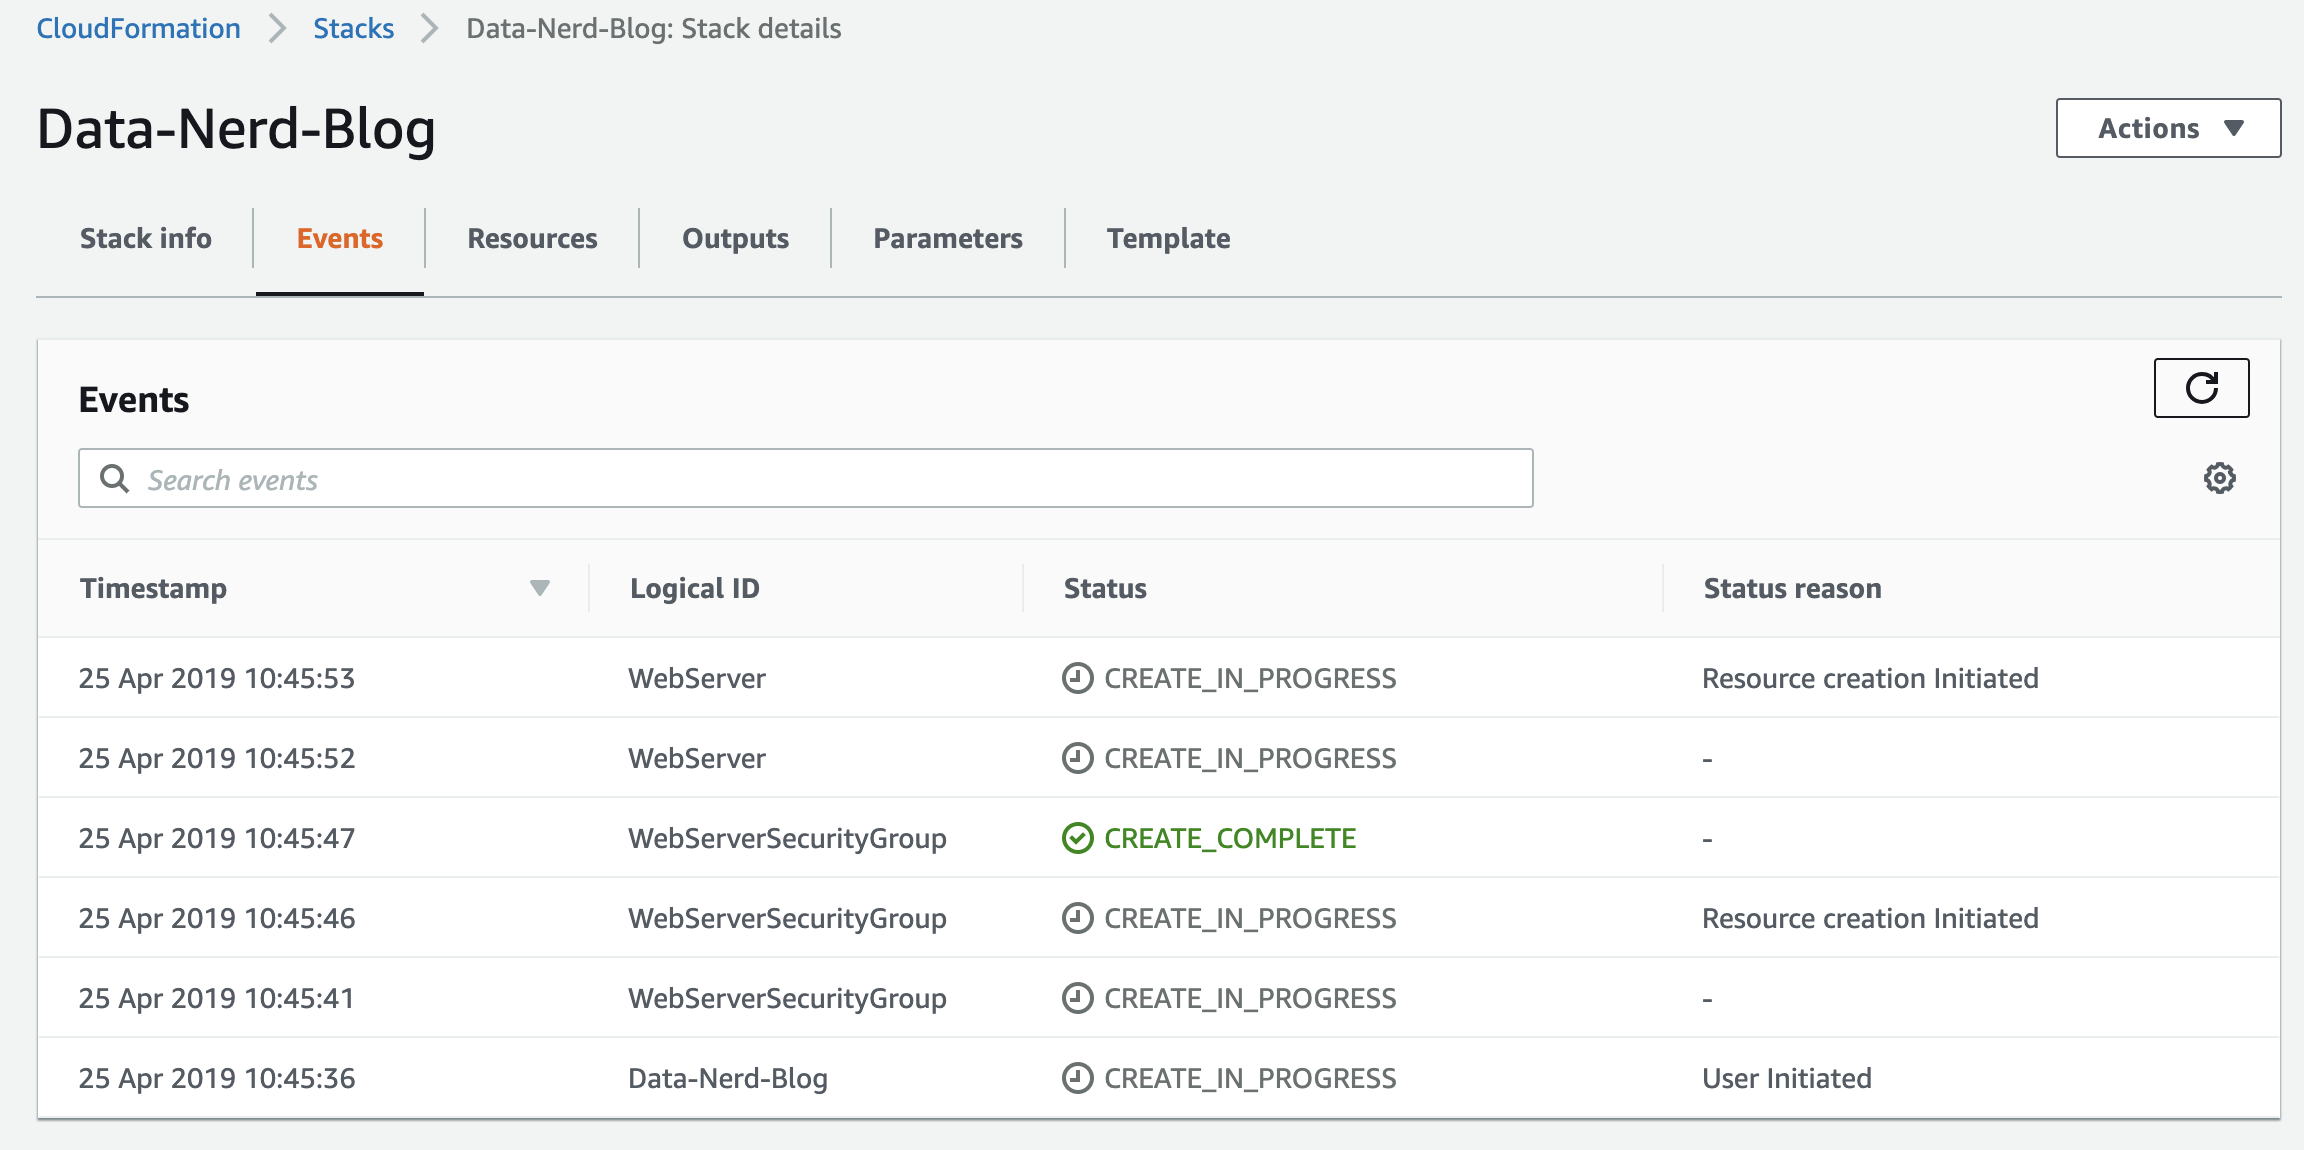 CloudFormation > Stacks > Data-Nerd-Blog: Stack details
Data-Nerd-Blog
Actions
Stack info Events Resources Outputs Parameters Template
Events
Search events
Timestamp Logical ID Status Status reason
25 Apr 2019 10:45:53 WebServer CREATE_IN_PROGRESS Resource creation Initiated
25 Apr 2019 10:45:52 WebServer CREATE_IN_PROGRESS -
25 Apr 2019 10:45:47 WebServerSecurityGroup CREATE_COMPLETE -
25 Apr 2019 10:45:46 WebServerSecurityGroup CREATE_IN_PROGRESS Resource creation Initiated
25 Apr 2019 10:45:41 WebServerSecurityGroup CREATE_IN_PROGRESS -
25 Apr 2019 10:45:36 Data-Nerd-Blog CREATE_IN_PROGRESS User Initiated